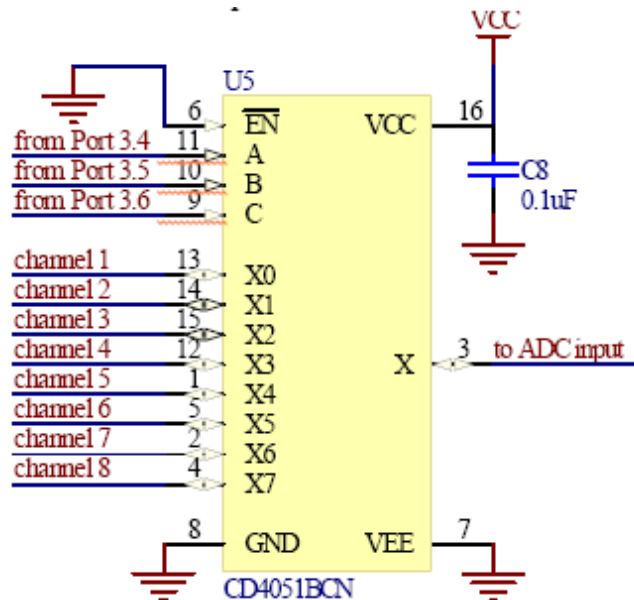 VCC
U5
6 EN VCC 16
from Port 3.4 11 A
from Port 3.5 10 B
from Port 3.6 9 C
C8
0.1uF
channel 1 13 X0
channel 2 14 X1
channel 3 15 X2
channel 4 12 X3 X 3 to ADC input
channel 5 1 X4
channel 6 5 X5
channel 7 2 X6
channel 8 4 X7
8 GND VEE 7
CD4051BCN